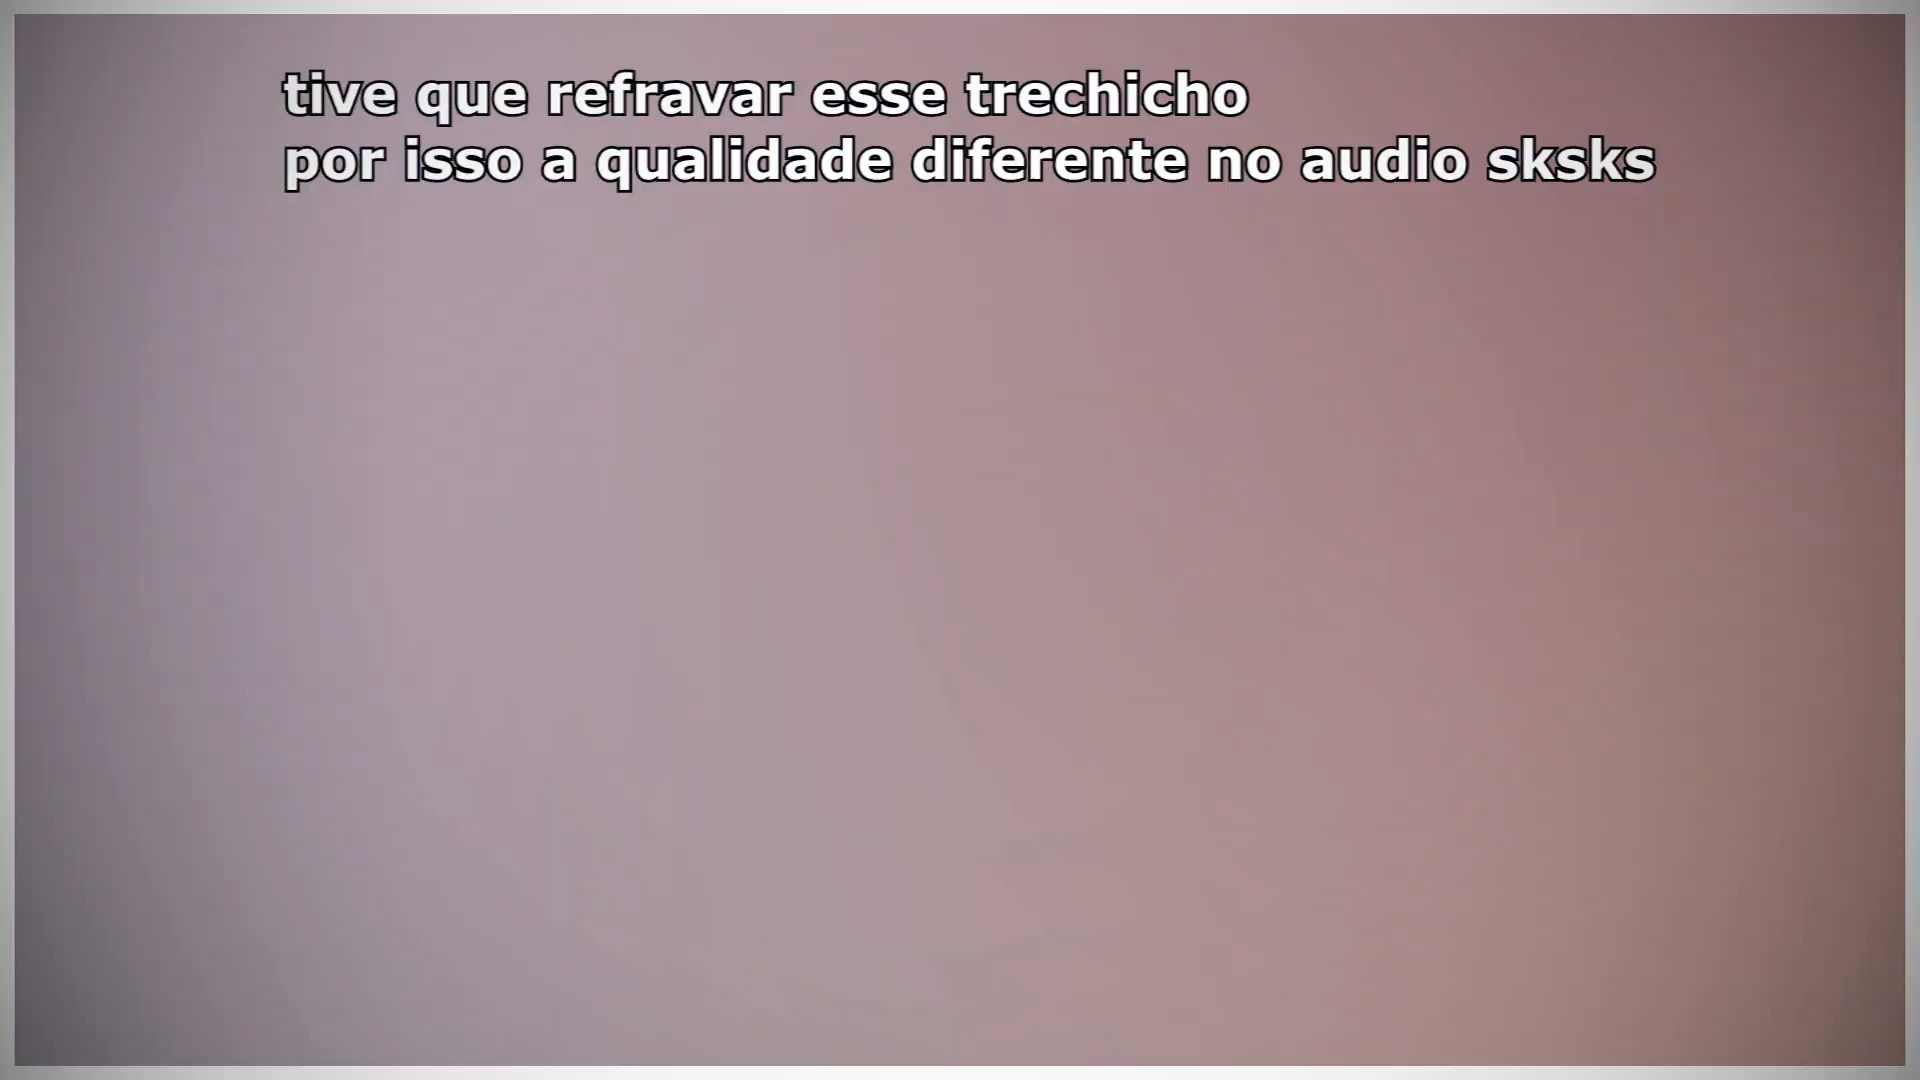 tive que refravar esse trechicho
por isso a qualidade diferente no audio sksks